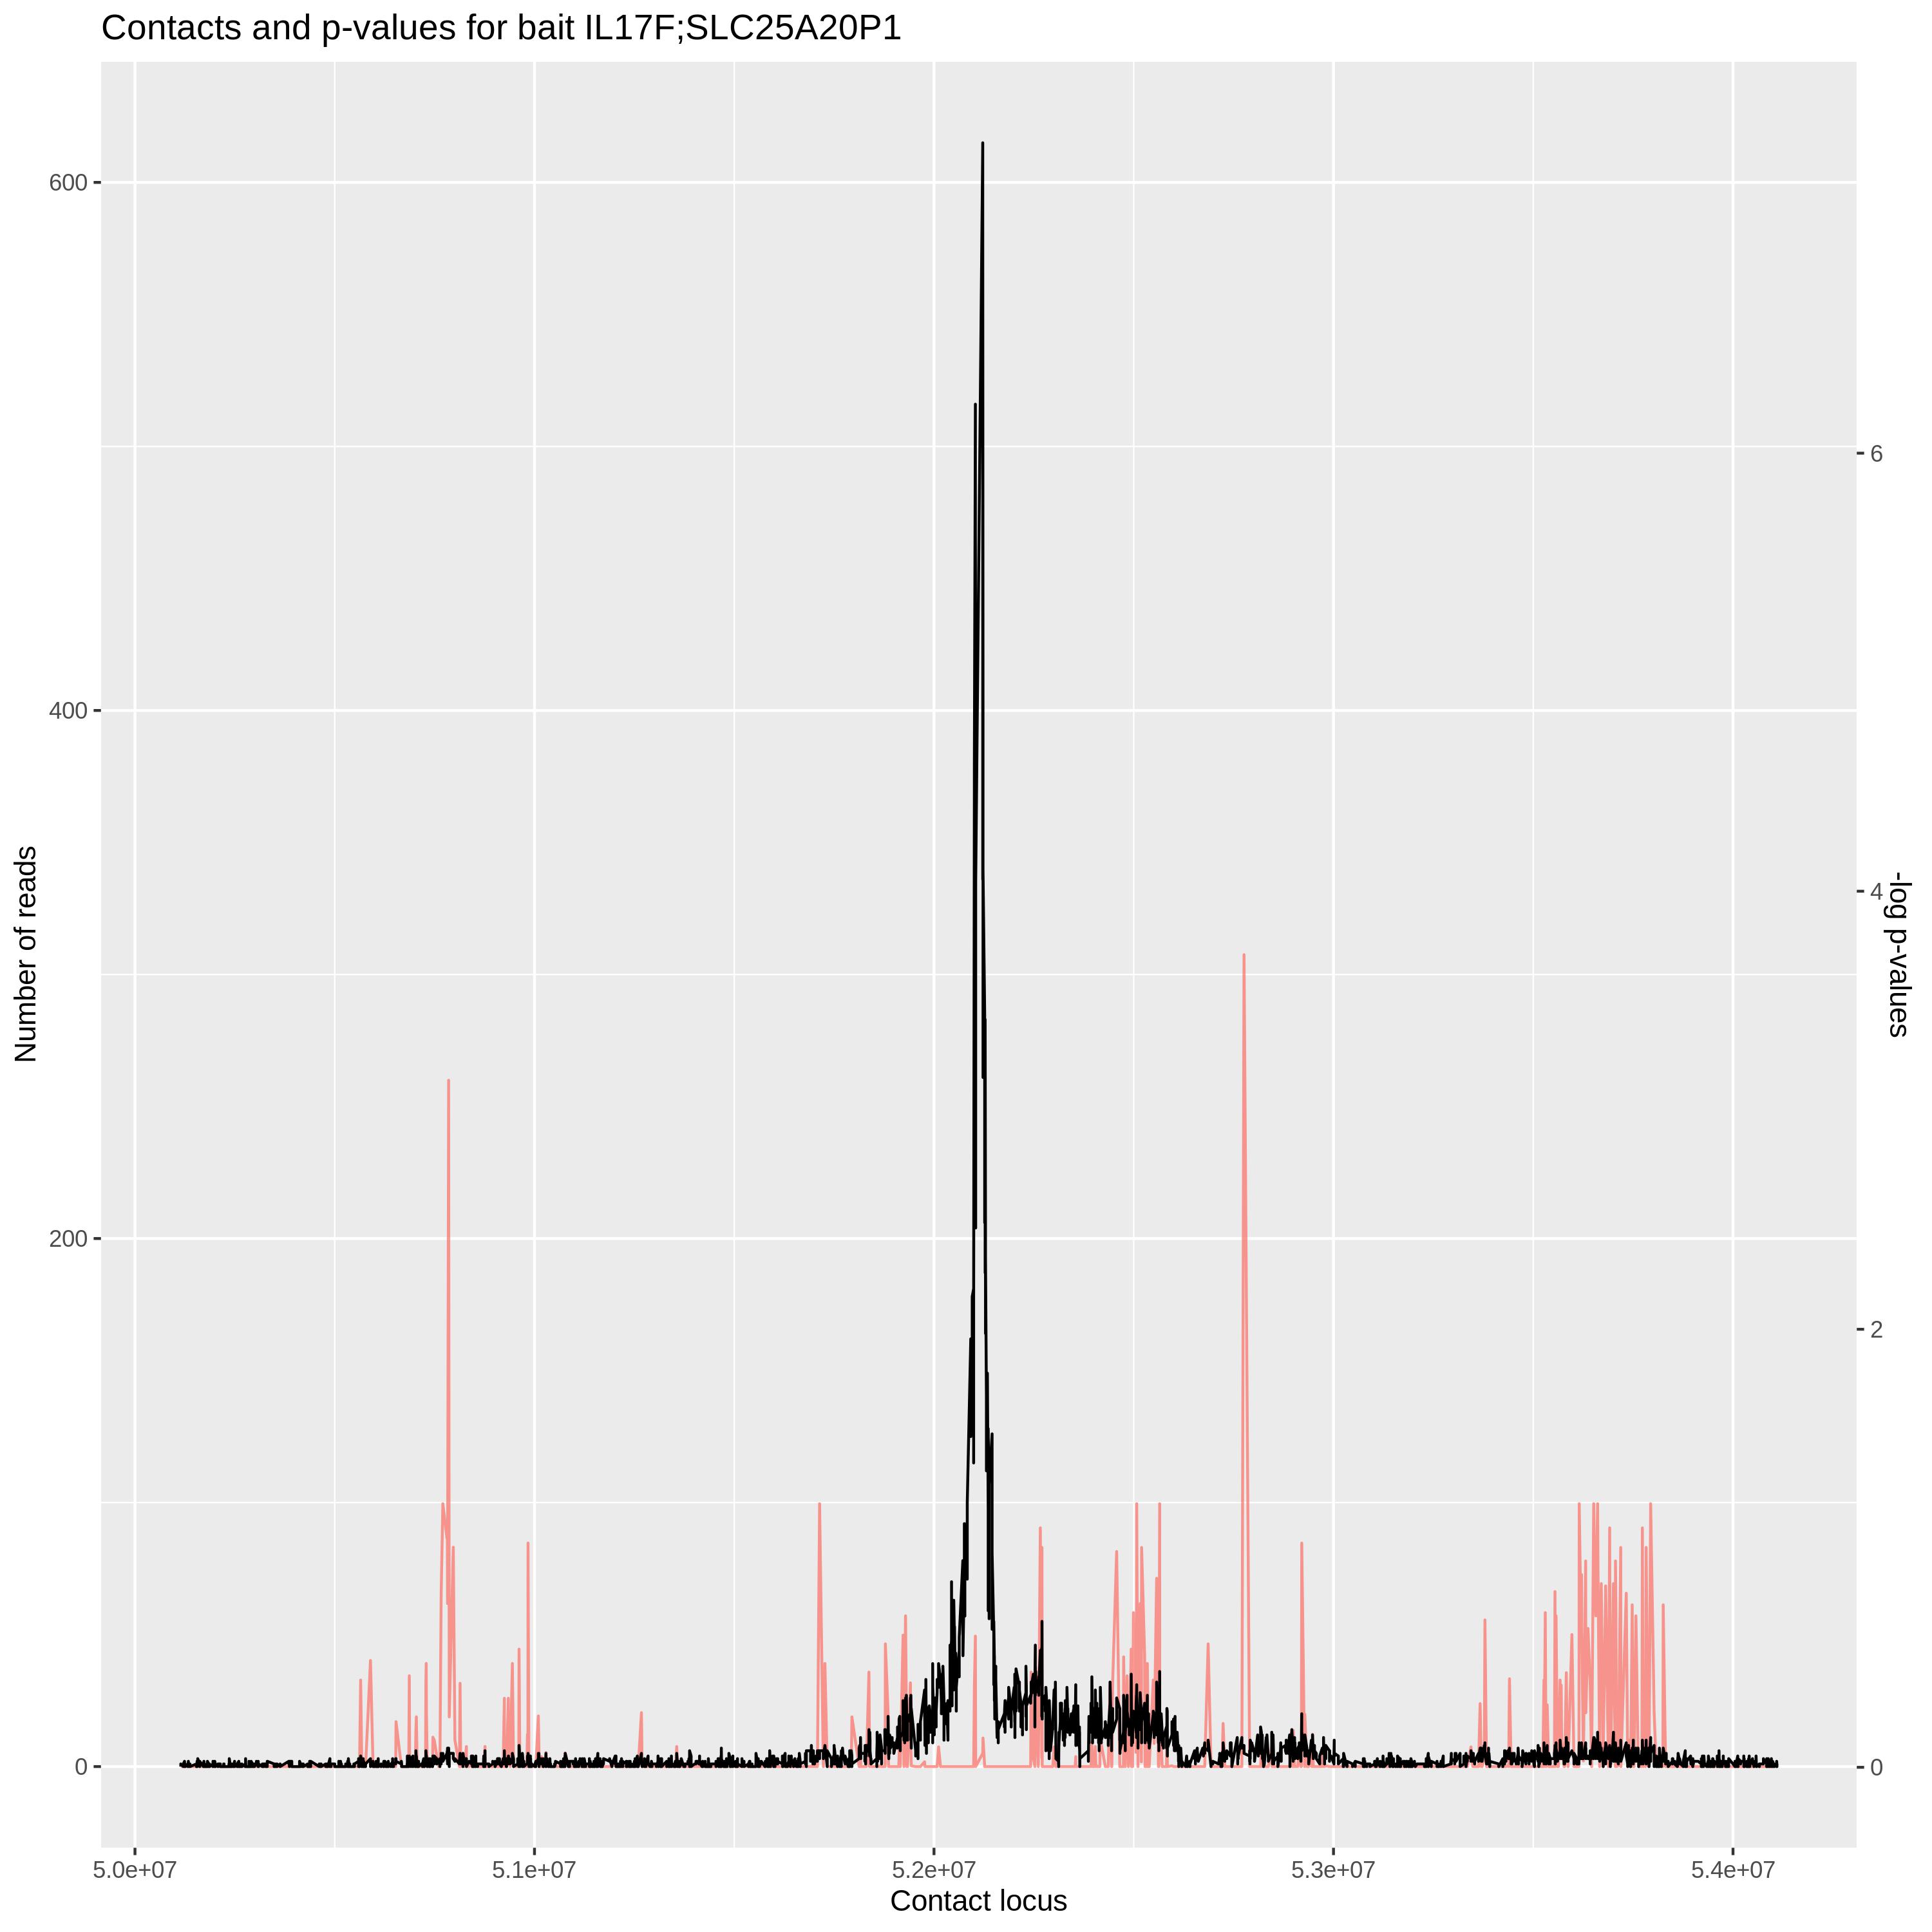 Contacts and p-values for bait IL17F;SLC25A20P1
600
400
200
0
Number of reads
6
4
2
0
-log p-values
5.0e+07 5.1e+07 5.2e+07 5.3e+07 5.4e+07
Contact locus